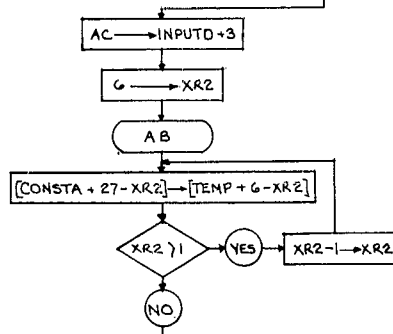 AC → INPUTD+3
6 → XR2
AB
[CONSTA + 27-XR2] → [TEMP + 6-XR2]
XR2 > 1
YES
XR2-1 → XR2
NO